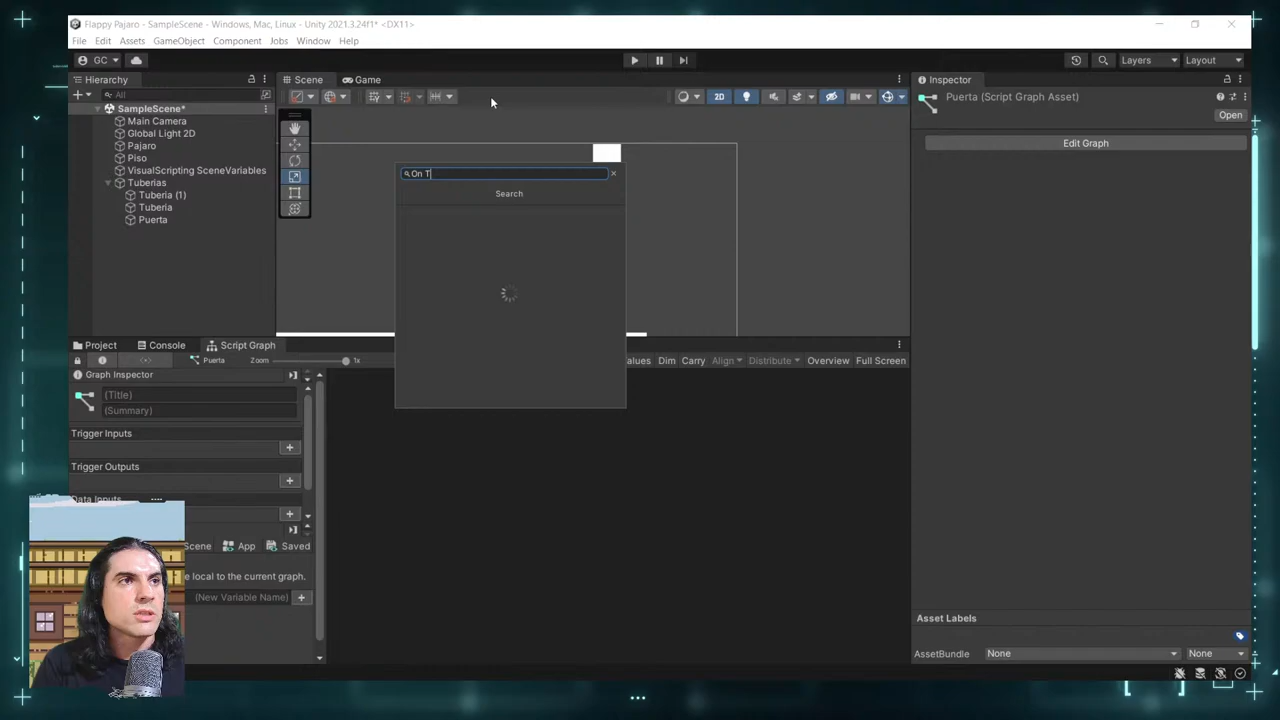 Flappy Pajaro - SampleScene - Windows, Mac, Linux - Unity 2021.3.24f1* <DX11>
File Edit Assets GameObject Component Jobs Window Help
GC
Layers
Layout
Hierarchy
All
SampleScene*
Main Camera
Global Light 2D
Pajaro
Piso
VisualScripting SceneVariables
Tuberias
Tuberia (1)
Tuberia
Puerta
Scene
Game
2D
On T
Search
Inspector
Puerta (Script Graph Asset)
Open
Edit Graph
Project
Console
Script Graph
Puerta
Zoom
1x
Dim
Carry
Align
Distribute
Overview
Full Screen
Graph Inspector
(Title)
(Summary)
Trigger Inputs
Trigger Outputs
Data Inputs
Scene
App
Saved
local to the current graph.
(New Variable Name)
Asset Labels
AssetBundle
None
None